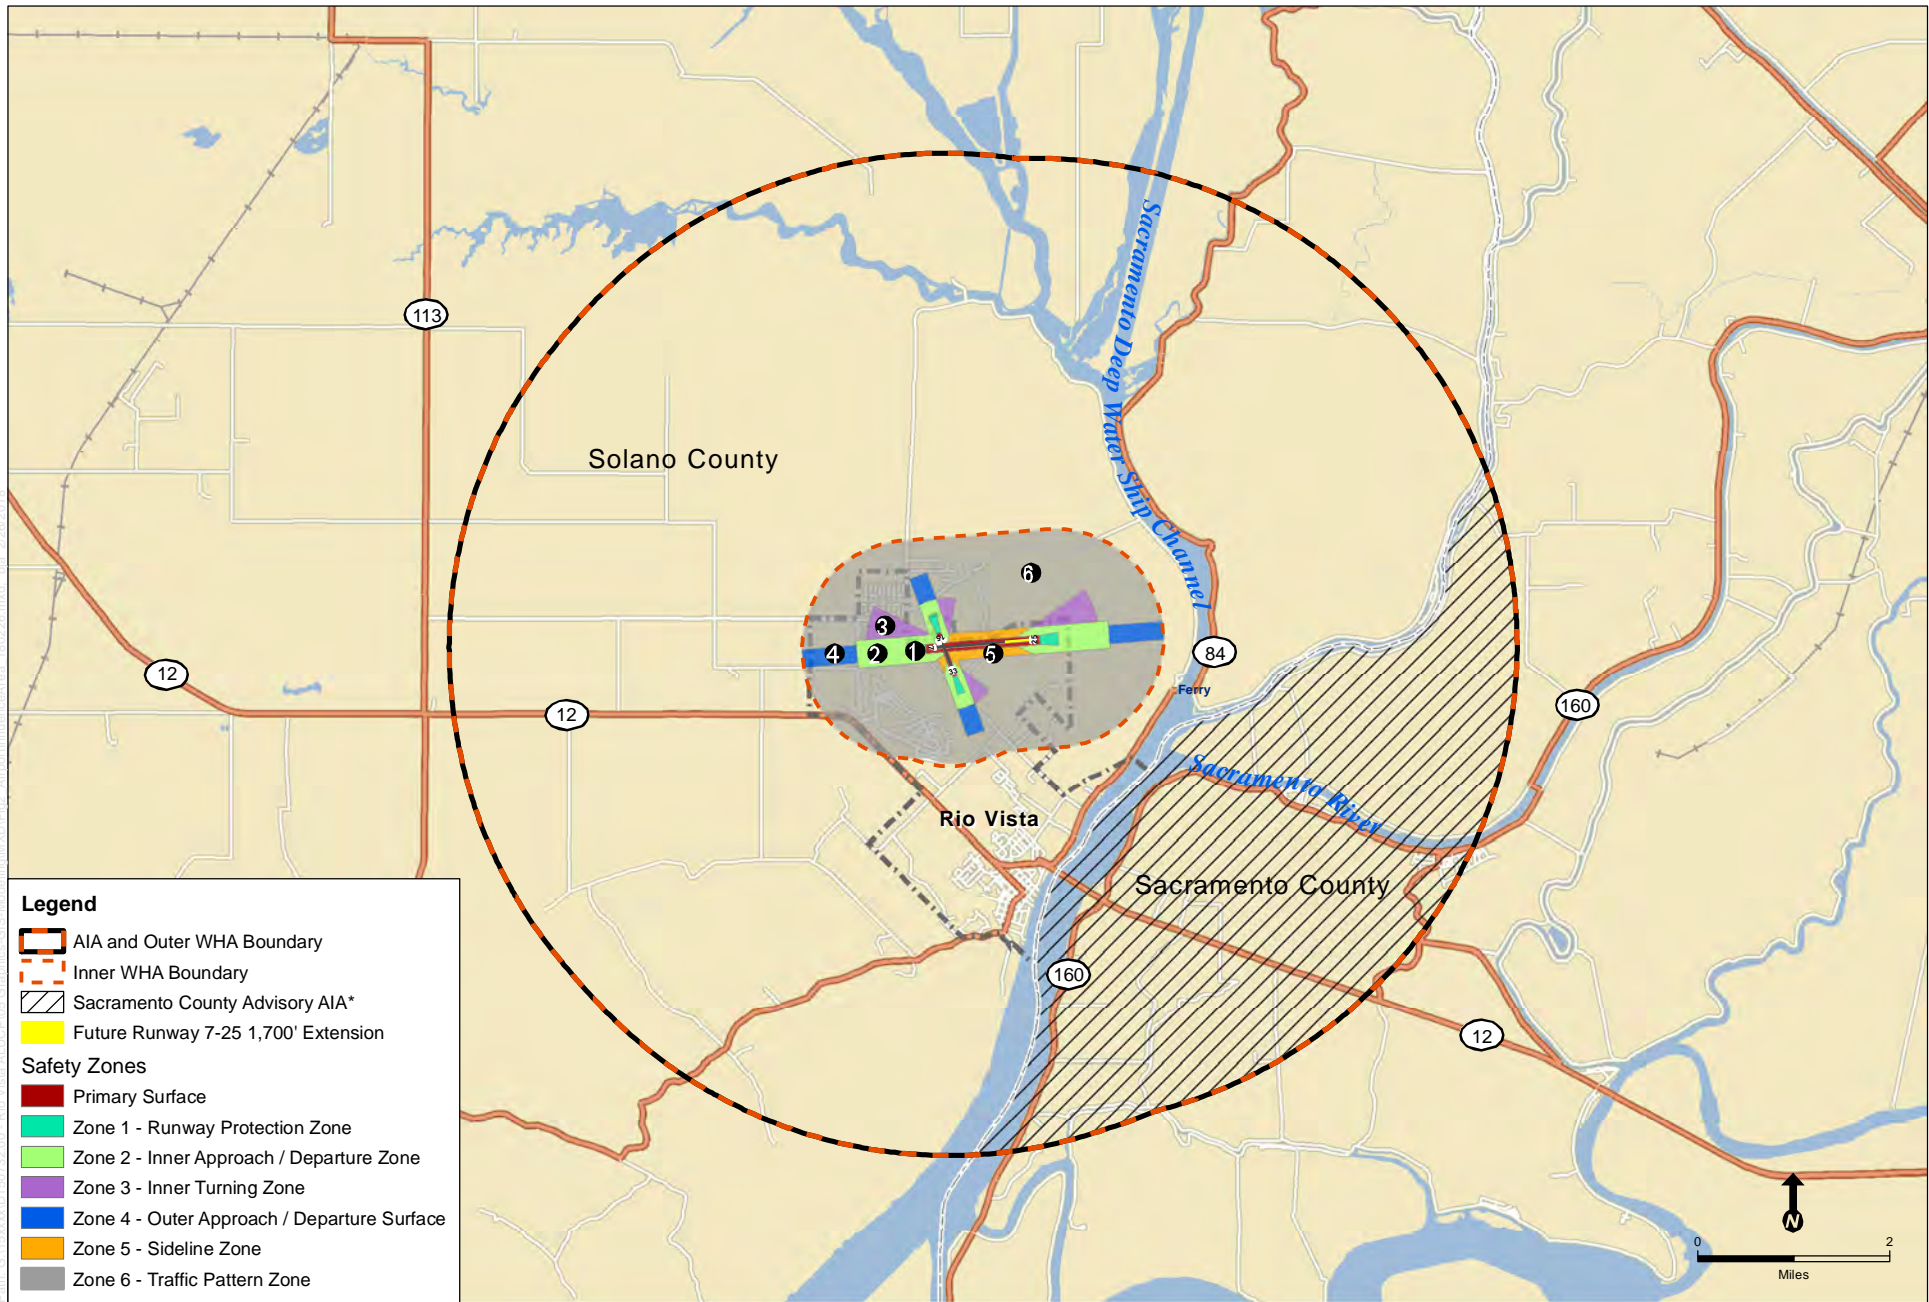 Sacramento Deep Water Ship Channel
113
Solano County
6
3
4
2
1
5
25
33
84
12
12
Ferry
160
Sacramento River
Rio Vista
Sacramento County
160
12
Legend
AIA and Outer WHA Boundary
Inner WHA Boundary
Sacramento County Advisory AIA*
Future Runway 7-25 1,700' Extension
Safety Zones
Primary Surface
Zone 1 - Runway Protection Zone
Zone 2 - Inner Approach / Departure Zone
Zone 3 - Inner Turning Zone
Zone 4 - Outer Approach / Departure Surface
Zone 5 - Sideline Zone
Zone 6 - Traffic Pattern Zone
N
0 2
Miles